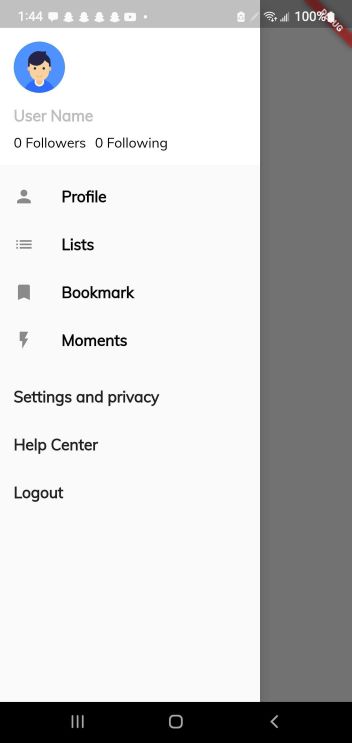 1:44 100%
DEBUG
User Name
0 Followers 0 Following
Profile
Lists
Bookmark
Moments
Settings and privacy
Help Center
Logout